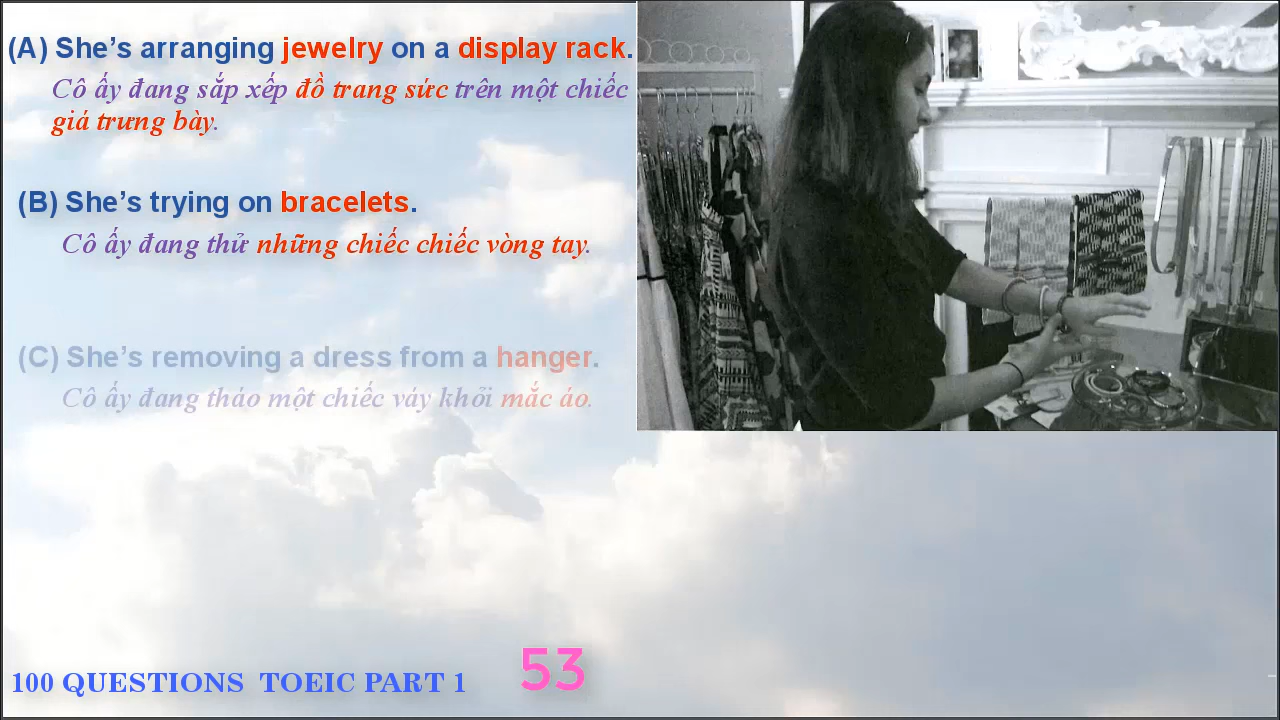 (A) She's arranging jewelry on a display rack.
Cô ấy đang sắp xếp đồ trang sức trên một chiếc
giá trưng bày.
(B) She's trying on bracelets.
Cô ấy đang thử những chiếc chiếc vòng tay.
(C) She's removing a dress from a hanger.
Cô ấy đang tháo một chiếc váy khỏi mắc áo.
100 QUESTIONS TOEIC PART 1 53